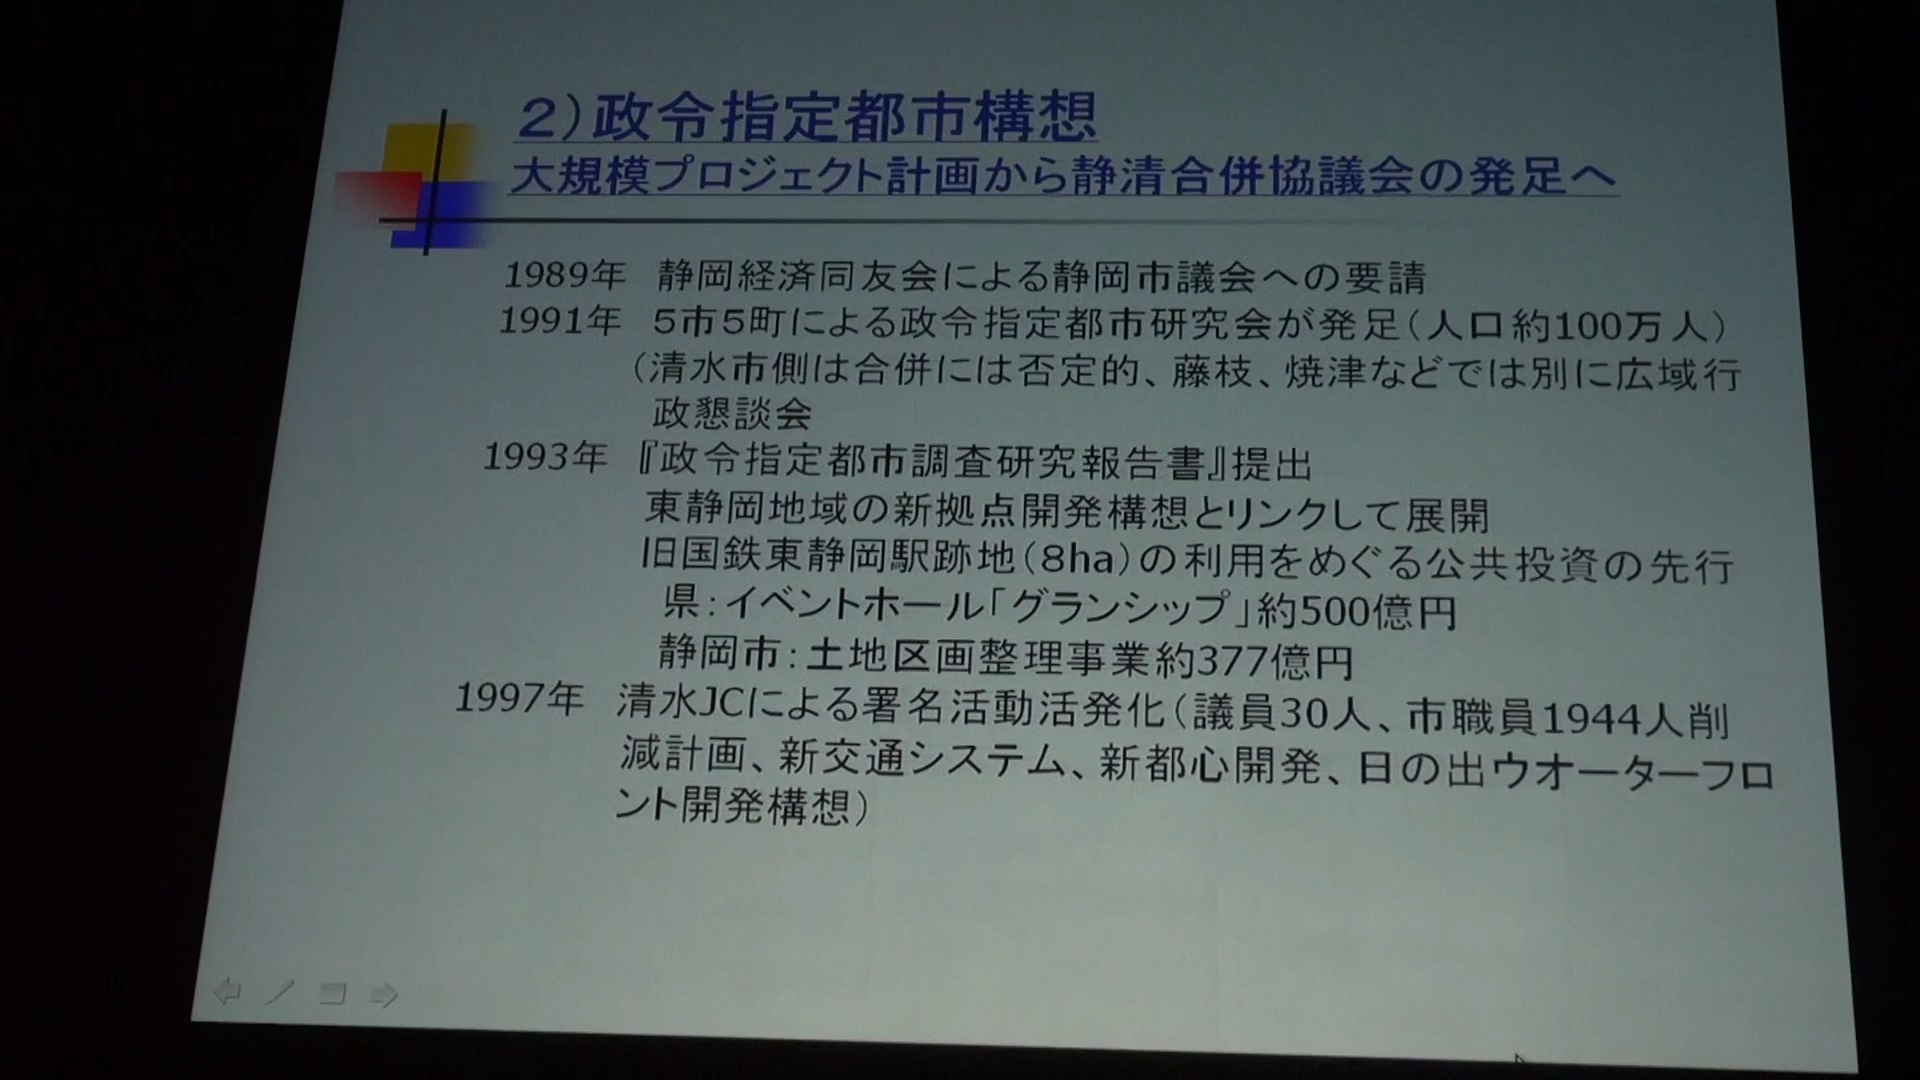 ２）政令指定都市構想
大規模プロジェクト計画から静清合併協議会の発足へ
1989年　静岡経済同友会による静岡市議会への要請
1991年　５市５町による政令指定都市研究会が発足（人口約100万人）
（清水市側は合併には否定的、藤枝、焼津などでは別に広域行
政懇談会
1993年　『政令指定都市調査研究報告書』提出
東静岡地域の新拠点開発構想とリンクして展開
旧国鉄東静岡駅跡地（８ha）の利用をめぐる公共投資の先行
県：イベントホール「グランシップ」約500億円
静岡市：土地区画整理事業約377億円
1997年　清水JCによる署名活動活発化（議員30人、市職員1944人削
減計画、新交通システム、新都心開発、日の出ウオーターフロ
ント開発構想）